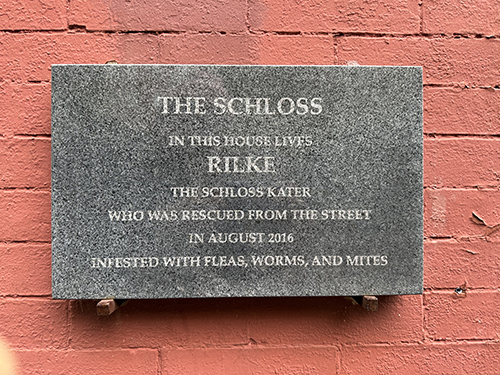 THE SCHLOSS
IN THIS HOUSE LIVES
RILKE
THE SCHLOSS KATER
WHO WAS RESCUED FROM THE STREET
IN AUGUST 2016
INFESTED WITH FLEAS, WORMS, AND MITES